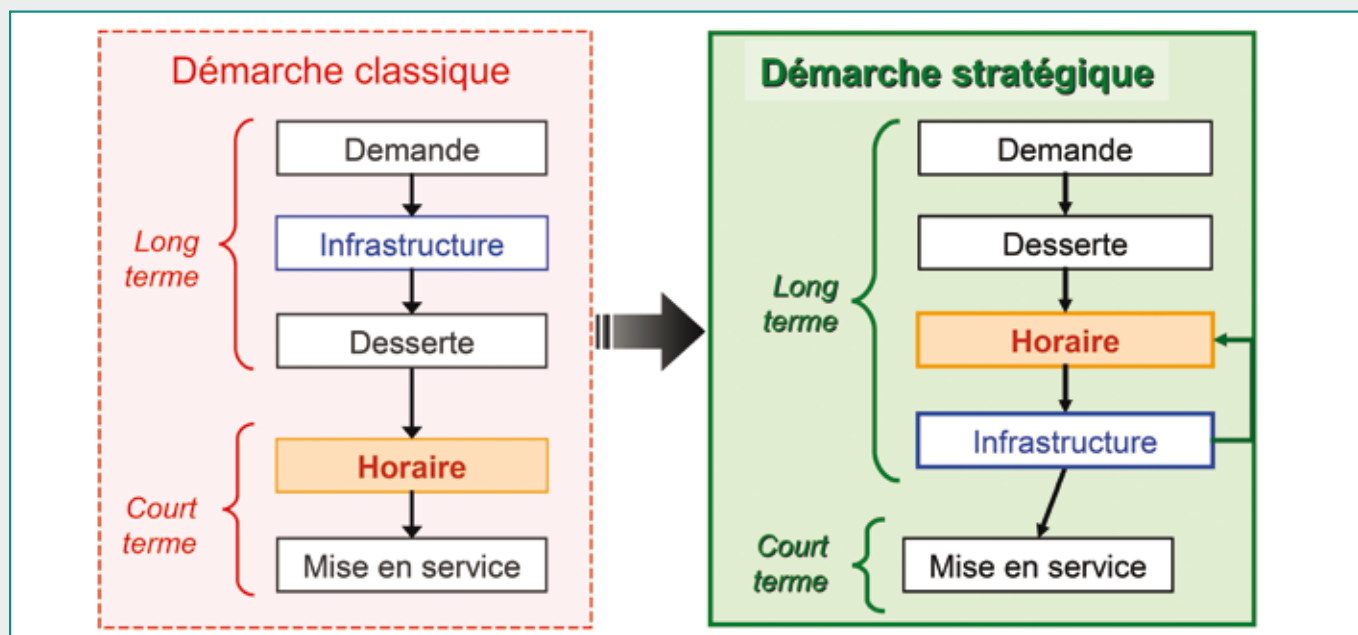 Démarche classique
Demande
Infrastructure
Desserte
Long
terme
Horaire
Mise en service
Court
terme
Démarche stratégique
Demande
Desserte
Horaire
Infrastructure
Long
terme
Mise en service
Court
terme